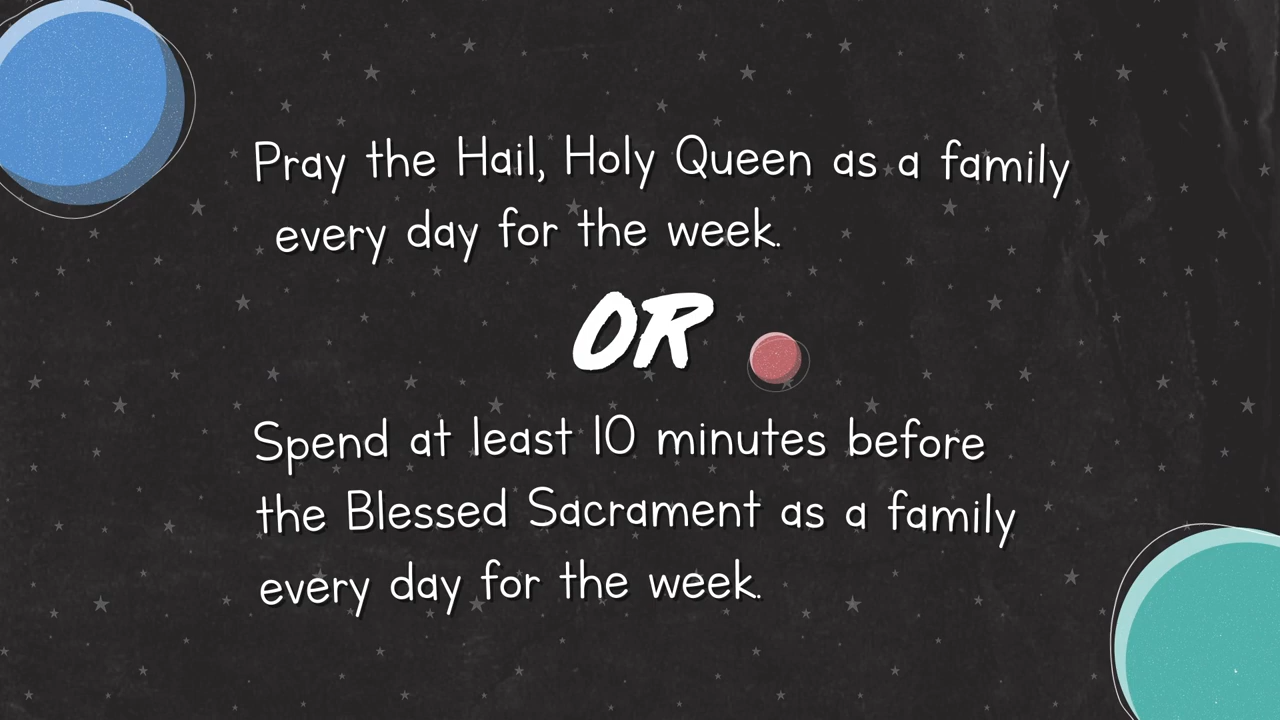 Pray the Hail, Holy Queen as a family
every day for the week.
OR
Spend at least 10 minutes before
the Blessed Sacrament as a family
every day for the week.